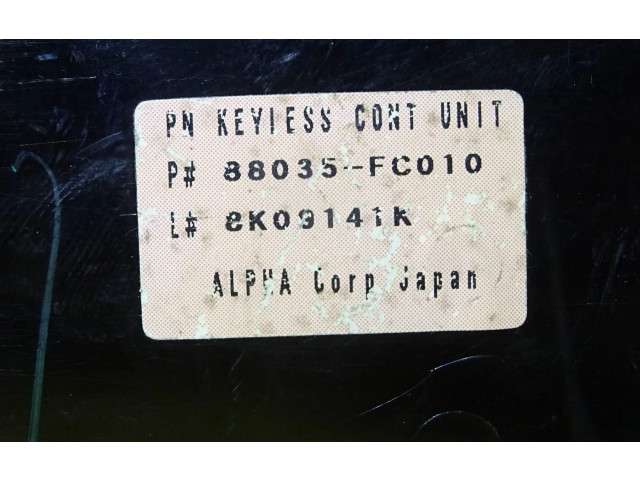 PN KEYLESS CONT UNIT
P# 88035-FC010
L# 8K09141K
ALPHA Corp Japan